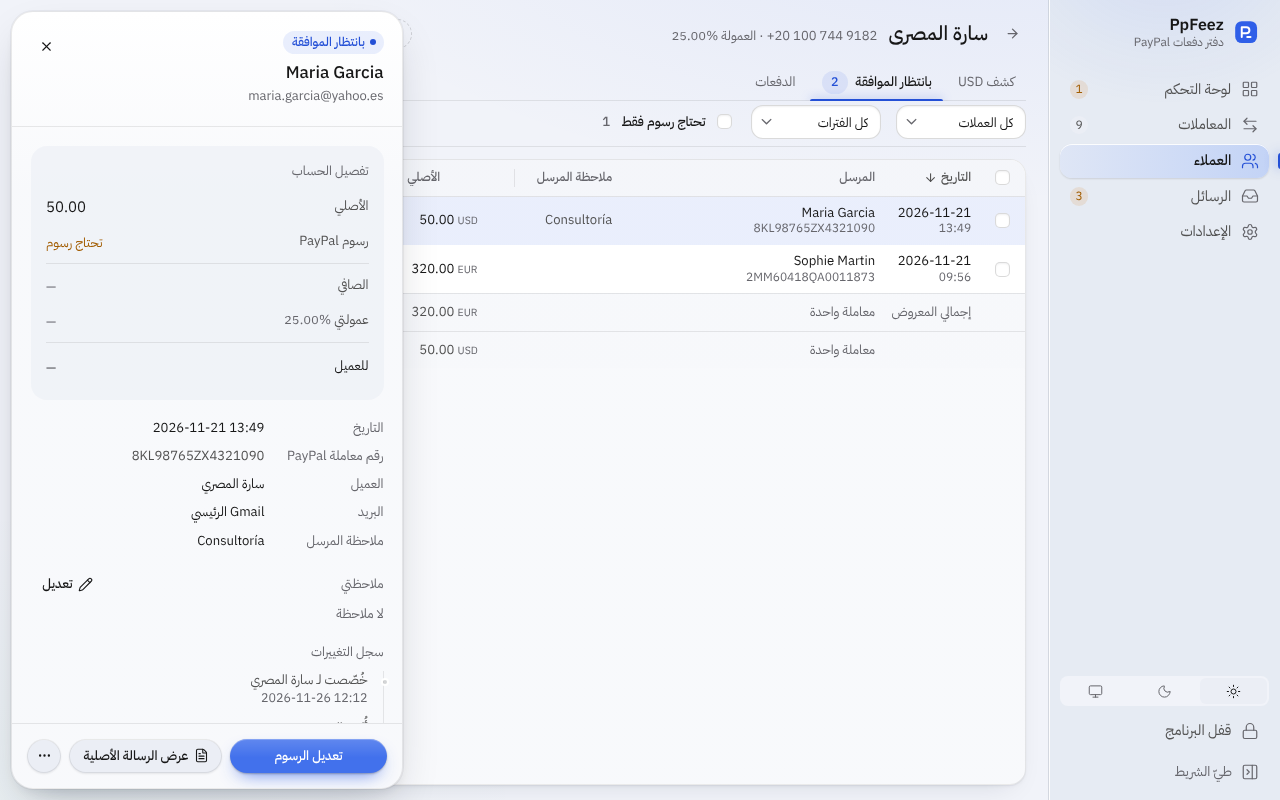 PpFeez
دفتر دفعات PayPal
لوحة التحكم 1
المعاملات 9
العملاء
الرسائل 3
الإعدادات
قفل البرنامج
طيّ الشريط
سارة المصري
+20 100 744 9182 · العمولة 25.00%
كشف USD
بانتظار الموافقة 2
الدفعات
كل العملات
كل الفترات
تحتاج رسوم فقط 1
التاريخ ↓ المرسل ملاحظة المرسل الأصلي
2026-11-21 Maria Garcia Consultoría 50.00 USD
13:49 8KL98765ZX4321090
2026-11-21 Sophie Martin 320.00 EUR
09:56 2MM60418QA0011873
إجمالي المعروض معاملة واحدة 320.00 EUR
معاملة واحدة 50.00 USD
بانتظار الموافقة
Maria Garcia
maria.garcia@yahoo.es
تفصيل الحساب
الأصلي 50.00
رسوم PayPal تحتاج رسوم
الصافي –
عمولتي 25.00% –
للعميل –
التاريخ 2026-11-21 13:49
رقم معاملة PayPal 8KL98765ZX4321090
العميل سارة المصري
البريد Gmail الرئيسي
ملاحظة المرسل Consultoría
ملاحظتي تعديل
لا ملاحظة
سجل التغييرات
خُصّصت لـ سارة المصري
2026-11-26 12:12
تعديل الرسوم
عرض الرسالة الأصلية